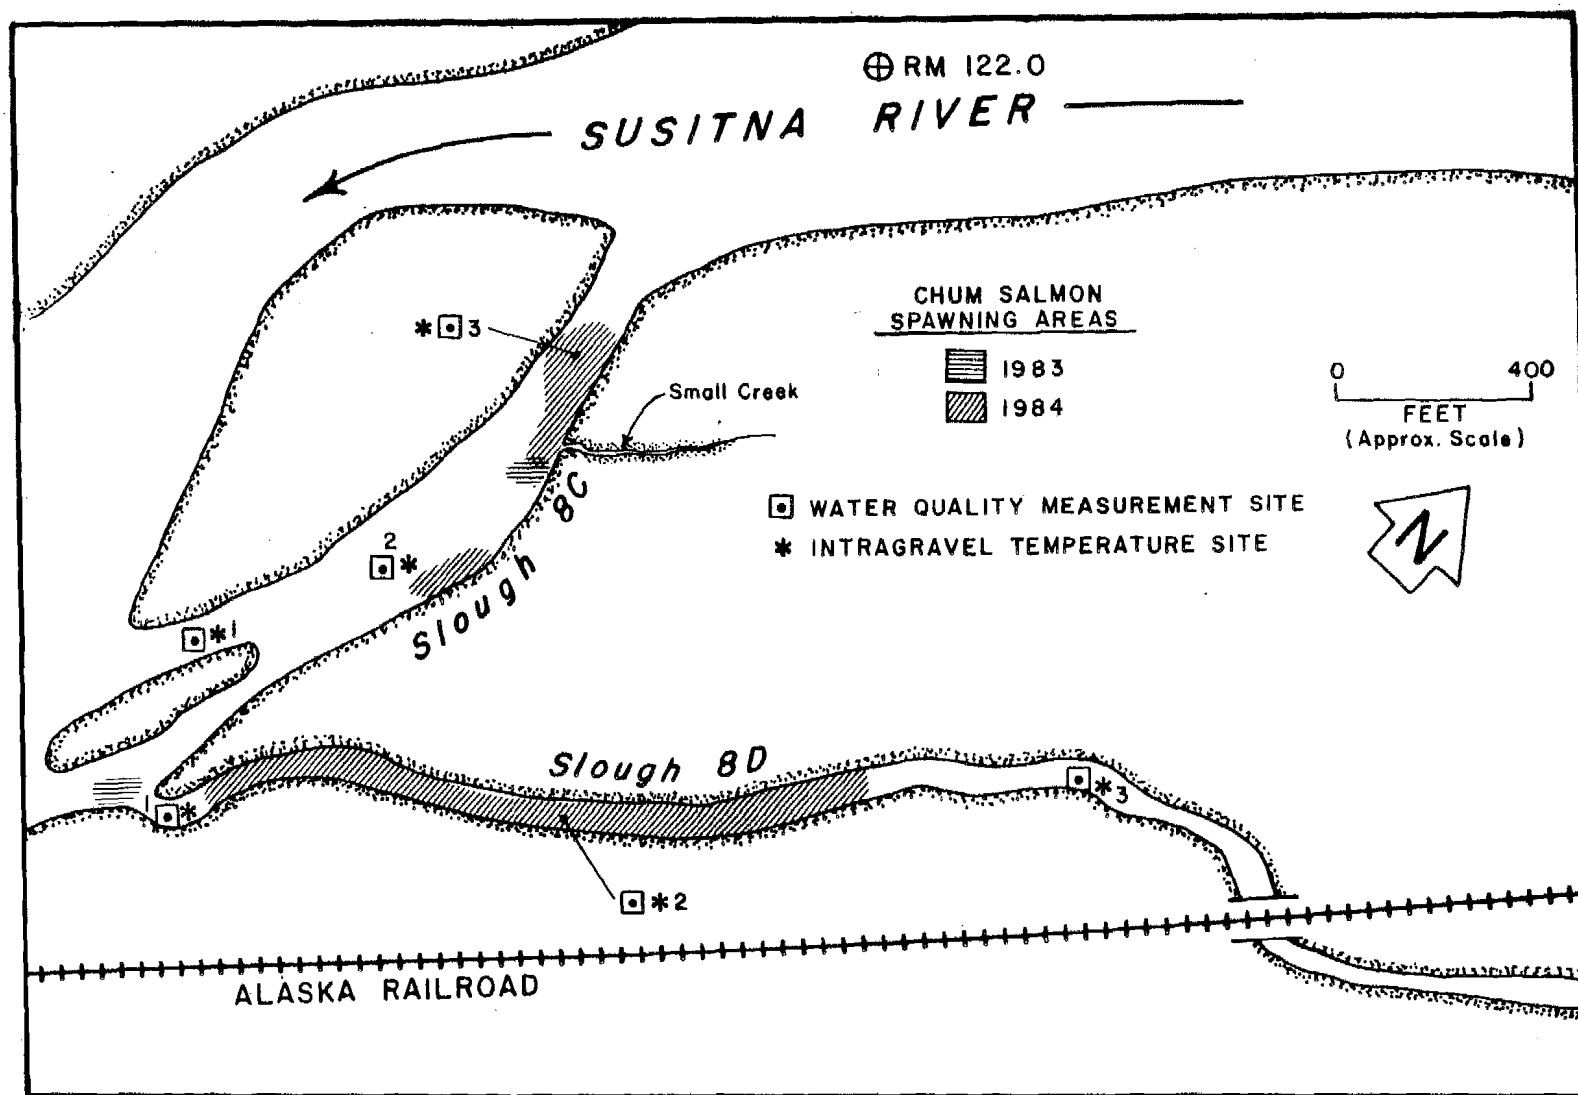 RM 122.0
SUSITNA RIVER
* 3
CHUM SALMON
SPAWNING AREAS
1983
1984
0 400
FEET
(Approx. Scale)
Small Creek
Slough 8C
WATER QUALITY MEASUREMENT SITE
* INTRAGRAVEL TEMPERATURE SITE
N
2
*
*1
Slough 8D
*3
1
*
*2
ALASKA RAILROAD